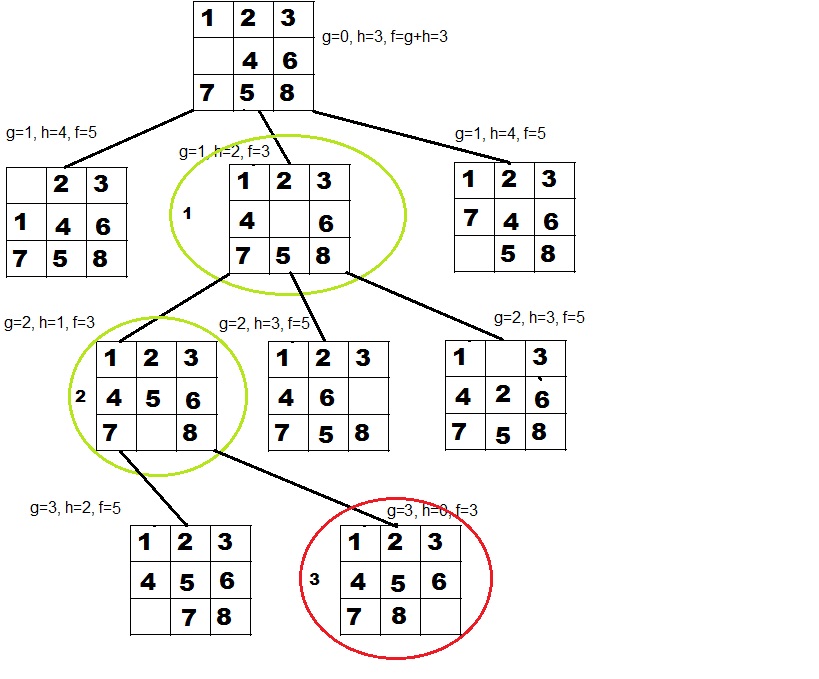 1 2 3
g=0, h=3, f=g+h=3
4 6
7 5 8
g=1, h=4, f=5
g=1, h=2, f=3
g=1, h=4, f=5
2 3
1 4 6
7 5 8
1
1 2 3
4 6
7 5 8
1 2 3
7 4 6
5 8
g=2, h=1, f=3
g=2, h=3, f=5
g=2, h=3, f=5
2
1 2 3
4 5 6
7 8
1 2 3
4 6
7 5 8
1 3
4 2 6
7 5 8
g=3, h=2, f=5
g=3, h=0, f=3
1 2 3
4 5 6
7 8
3
1 2 3
4 5 6
7 8